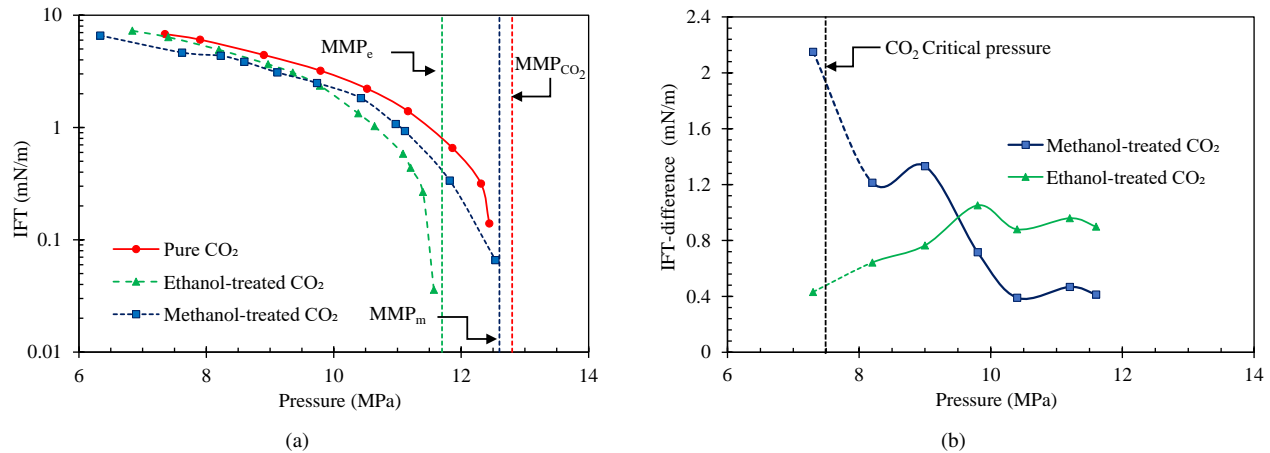 10
1
0.1
0.01
IFT (mN/m)
MMPₑ
MMP_CO₂
Pure CO₂
Ethanol-treated CO₂
Methanol-treated CO₂
MMPₘ
6 8 10 12 14
Pressure (MPa)
(a)
2.4
2
1.6
1.2
0.8
0.4
0
IFT-difference (mN/m)
CO₂ Critical pressure
Methanol-treated CO₂
Ethanol-treated CO₂
6 8 10 12 14
Pressure (MPa)
(b)